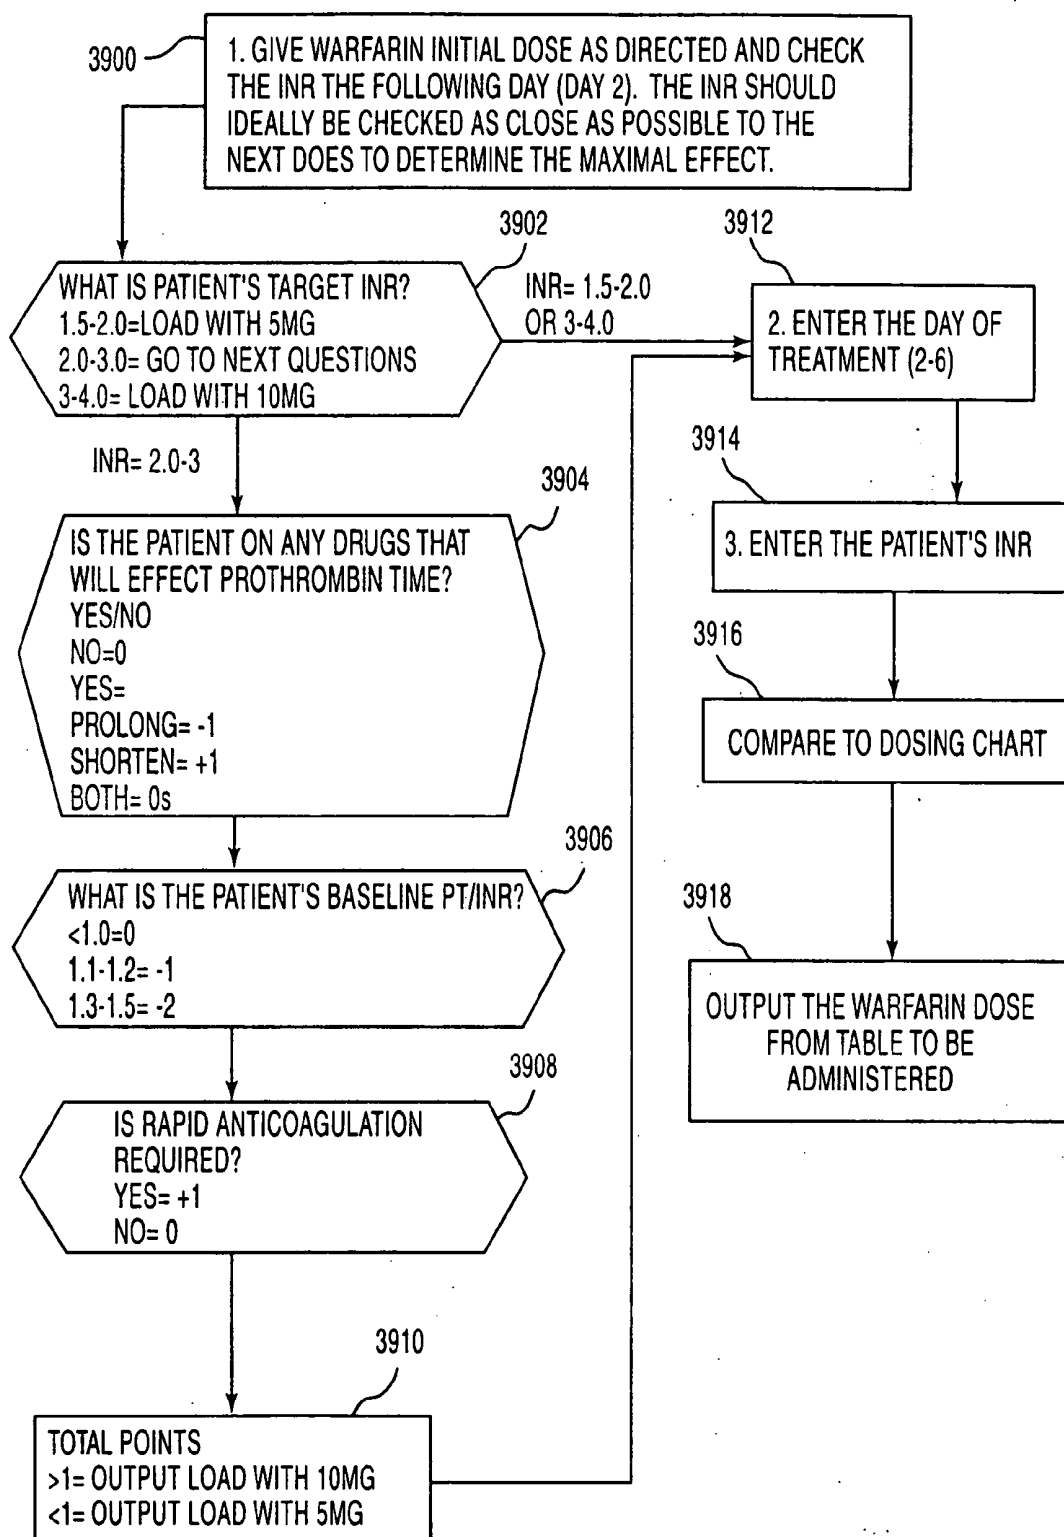 3900
1. GIVE WARFARIN INITIAL DOSE AS DIRECTED AND CHECK
THE INR THE FOLLOWING DAY (DAY 2). THE INR SHOULD
IDEALLY BE CHECKED AS CLOSE AS POSSIBLE TO THE
NEXT DOES TO DETERMINE THE MAXIMAL EFFECT.
3902
WHAT IS PATIENT'S TARGET INR?
1.5-2.0=LOAD WITH 5MG
2.0-3.0= GO TO NEXT QUESTIONS
3-4.0= LOAD WITH 10MG
INR= 1.5-2.0
OR 3-4.0
INR= 2.0-3
3904
IS THE PATIENT ON ANY DRUGS THAT
WILL EFFECT PROTHROMBIN TIME?
YES/NO
NO=0
YES=
PROLONG= -1
SHORTEN= +1
BOTH= 0s
3906
WHAT IS THE PATIENT'S BASELINE PT/INR?
<1.0=0
1.1-1.2= -1
1.3-1.5= -2
3908
IS RAPID ANTICOAGULATION
REQUIRED?
YES= +1
NO= 0
3910
TOTAL POINTS
>1= OUTPUT LOAD WITH 10MG
<1= OUTPUT LOAD WITH 5MG
3912
2. ENTER THE DAY OF
TREATMENT (2-6)
3914
3. ENTER THE PATIENT'S INR
3916
COMPARE TO DOSING CHART
3918
OUTPUT THE WARFARIN DOSE
FROM TABLE TO BE
ADMINISTERED